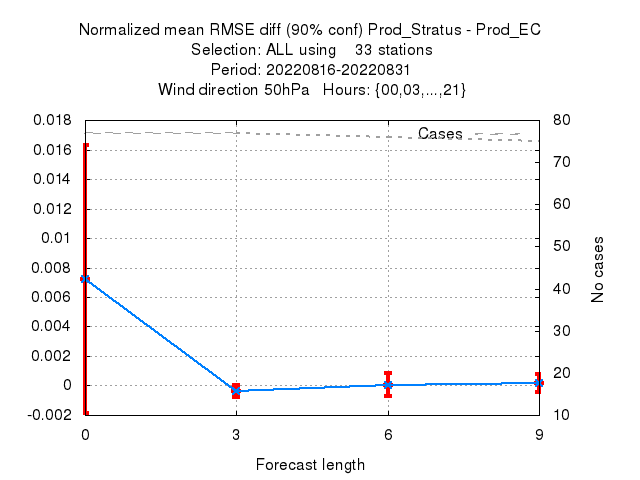 Normalized mean RMSE diff (90% conf) Prod_Stratus - Prod_EC
Selection: ALL using    33 stations
Period: 20220816-20220831
Wind direction 50hPa   Hours: {00,03,...,21}
0.018
0.016
0.014
0.012
0.01
0.008
0.006
0.004
0.002
0
-0.002
Cases
80
70
60
50
40
30
20
10
No cases
0 3 6 9
Forecast length